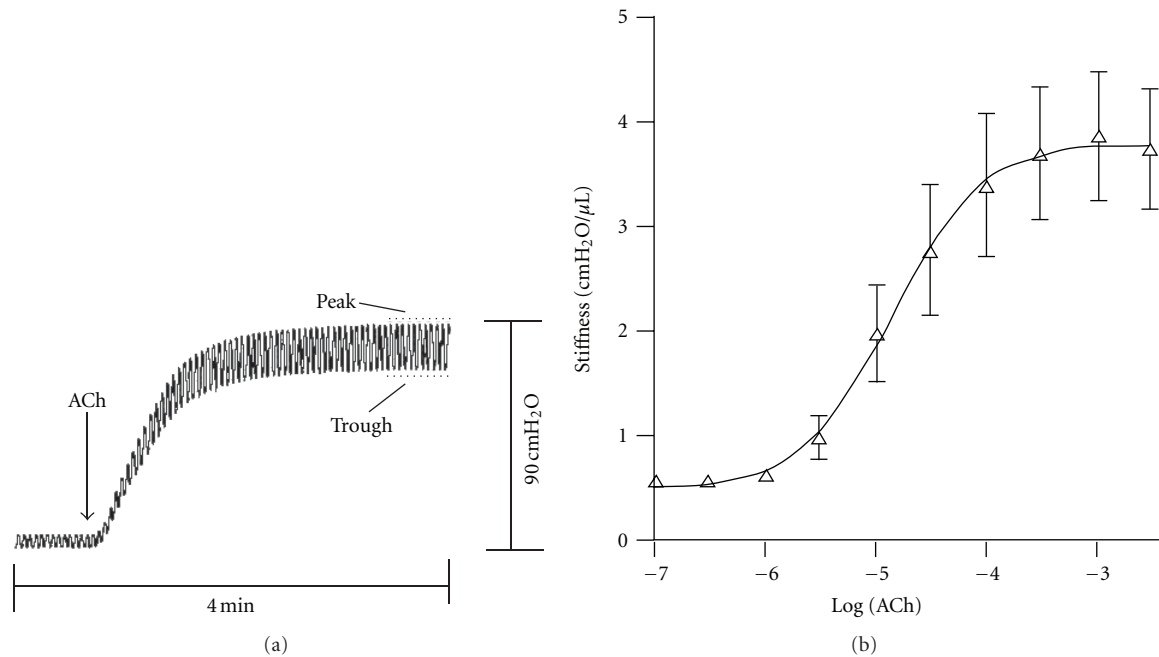 Peak
ACh
Trough
90 cmH₂O
4 min
(a)
5
4
3
2
1
0
Stiffness (cmH₂O/μL)
−7
−6
−5
−4
−3
Log (ACh)
(b)